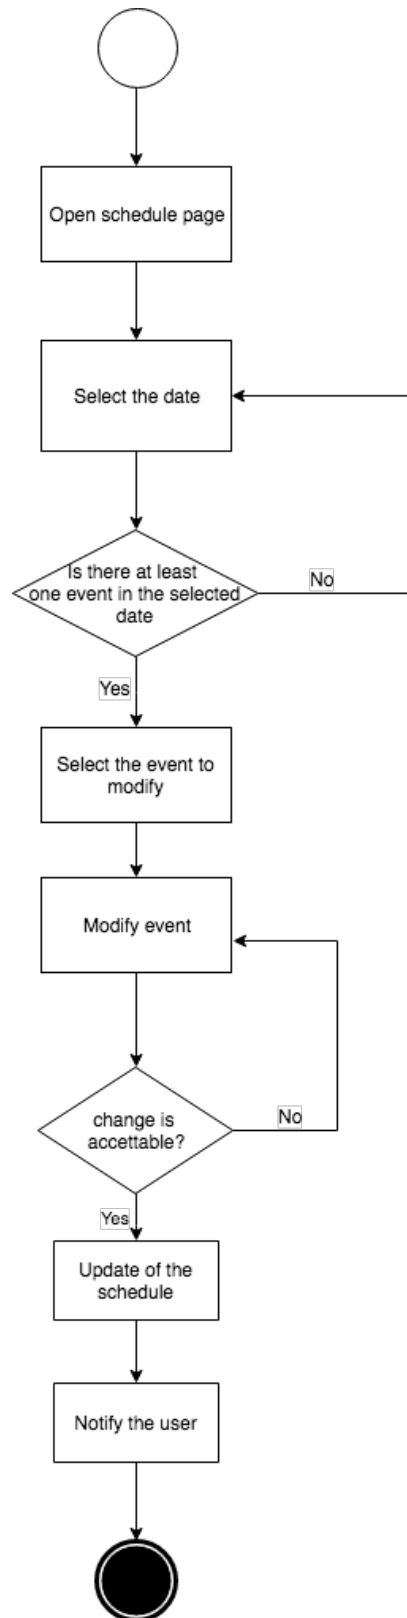 Open schedule page
Select the date
Is there at least
one event in the selected
date
No
Yes
Select the event to
modify
Modify event
change is
accettable?
No
Yes
Update of the
schedule
Notify the user